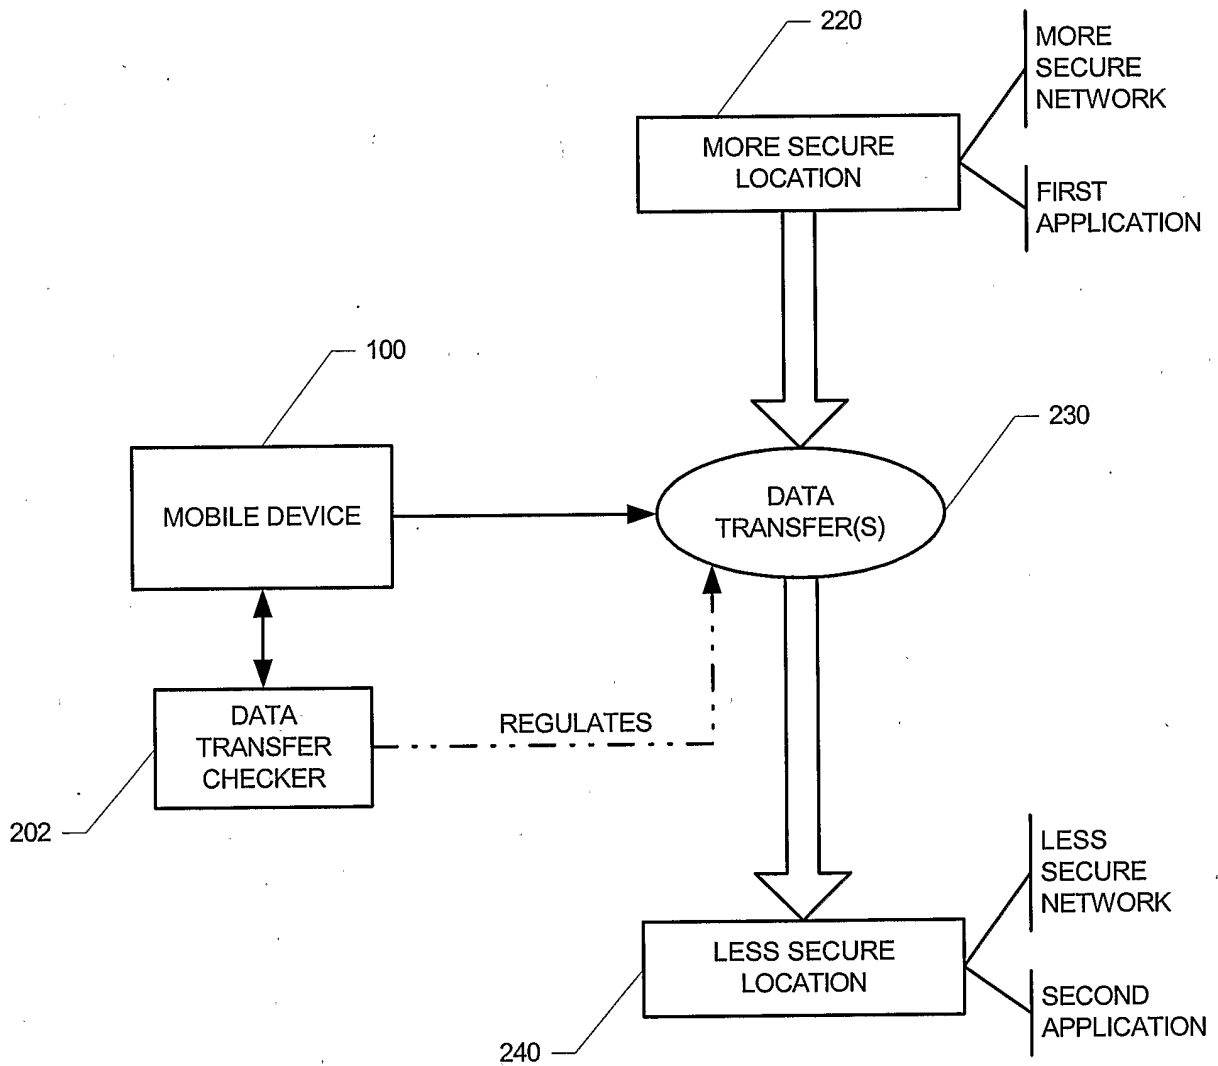 220
MORE
SECURE
NETWORK
MORE SECURE
LOCATION
FIRST
APPLICATION
100
230
MOBILE DEVICE
DATA
TRANSFER(S)
DATA
TRANSFER
CHECKER
REGULATES
202
LESS
SECURE
NETWORK
LESS SECURE
LOCATION
SECOND
APPLICATION
240